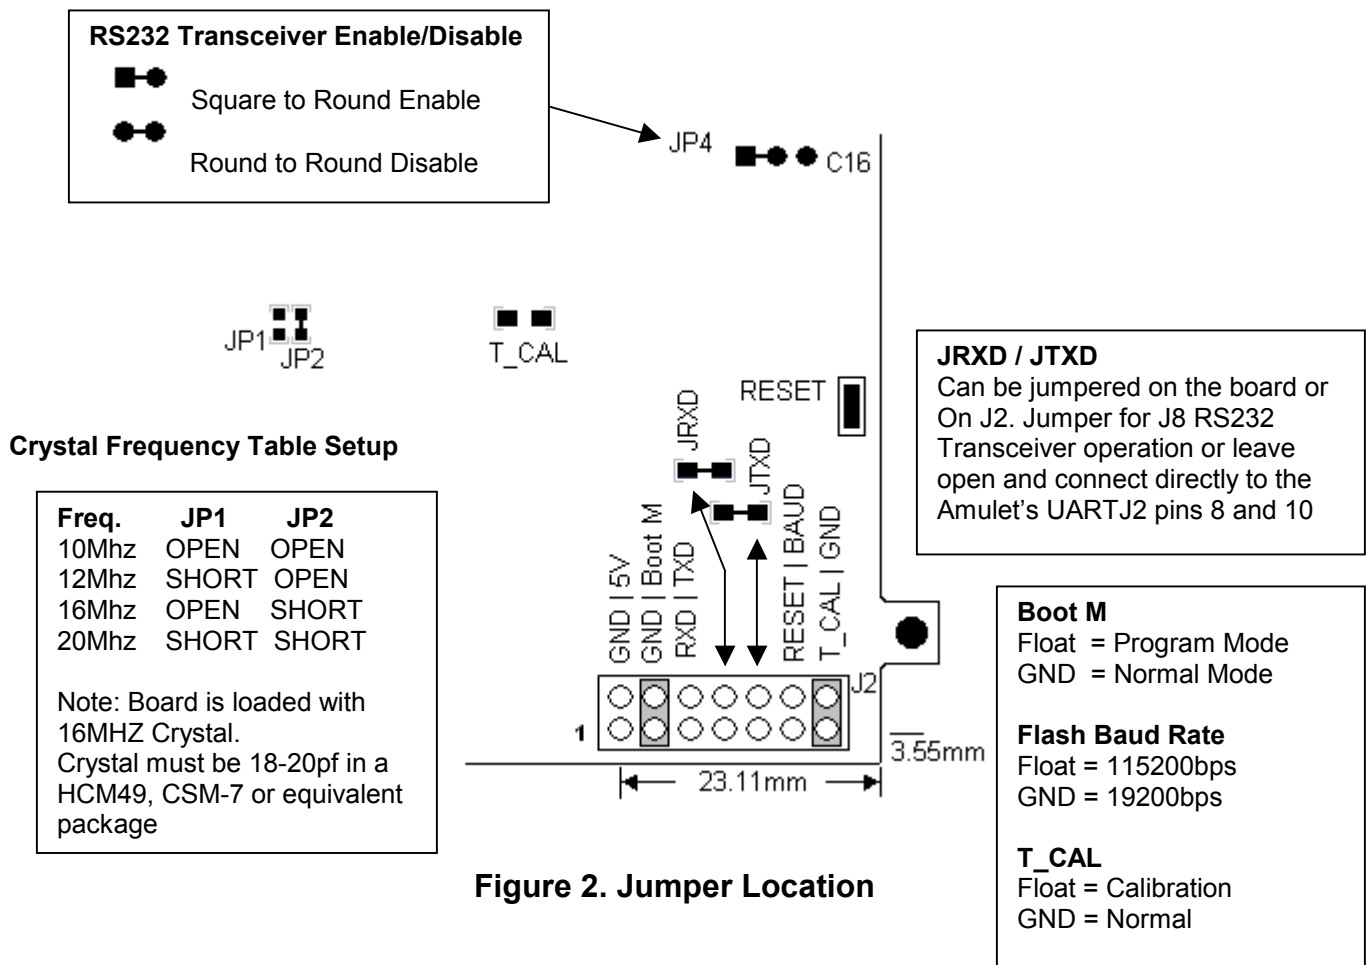 RS232 Transceiver Enable/Disable
Square to Round Enable
Round to Round Disable
JP4
C16
JP1
JP2
T_CAL
RESET
JRXD
JTXD
JRXD / JTXD
Can be jumpered on the board or
On J2. Jumper for J8 RS232
Transceiver operation or leave
open and connect directly to the
Amulet's UARTJ2 pins 8 and 10
Crystal Frequency Table Setup
Freq. JP1 JP2
10Mhz OPEN OPEN
12Mhz SHORT OPEN
16Mhz OPEN SHORT
20Mhz SHORT SHORT
Note: Board is loaded with
16MHZ Crystal.
Crystal must be 18-20pf in a
HCM49, CSM-7 or equivalent
package
GND | 5V
GND | Boot M
RXD | TXD
RESET | BAUD
T_CAL | GND
J2
1
3.55mm
23.11mm
Boot M
Float = Program Mode
GND = Normal Mode
Flash Baud Rate
Float = 115200bps
GND = 19200bps
T_CAL
Float = Calibration
GND = Normal
Figure 2. Jumper Location